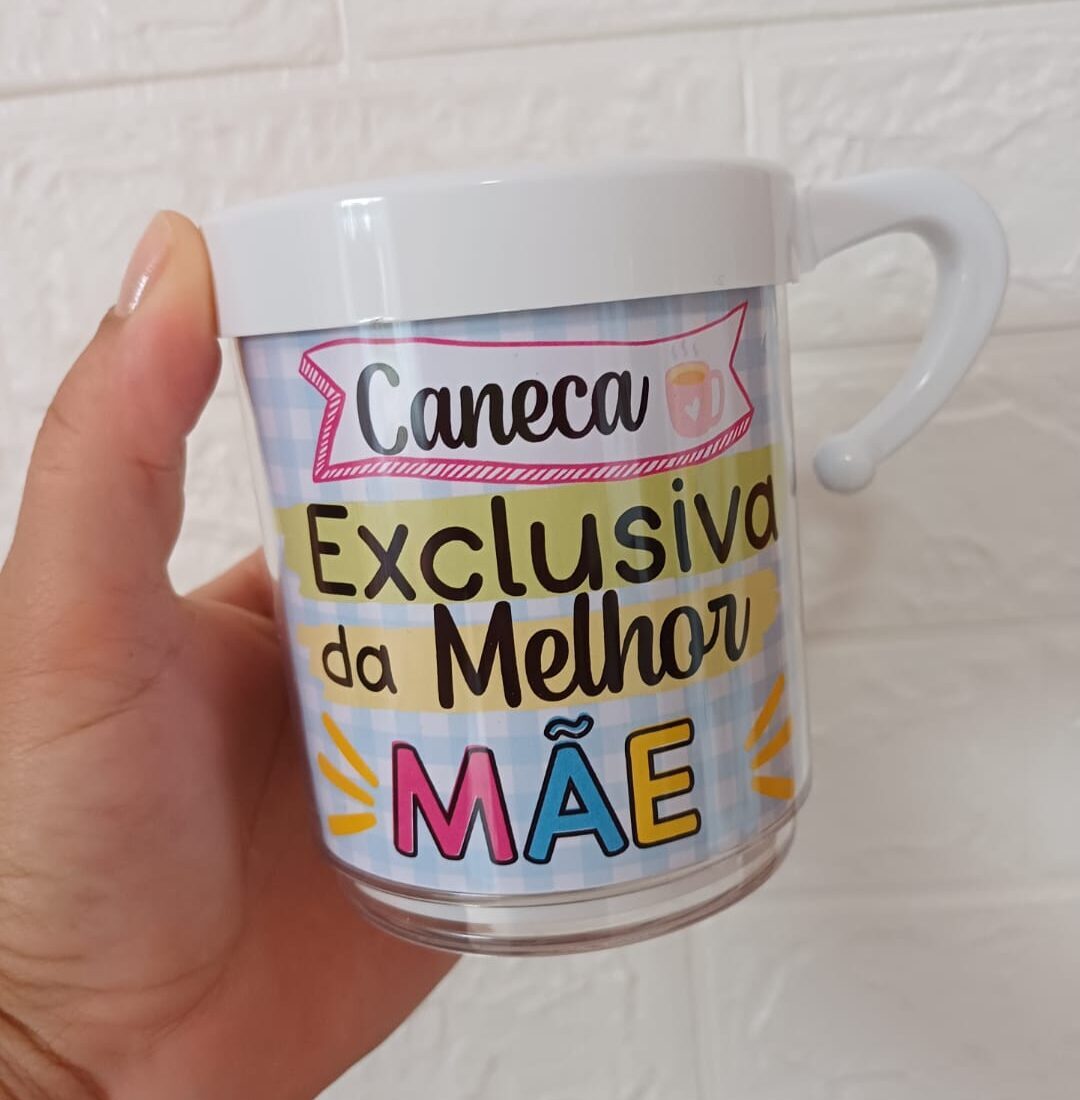 Caneca
Exclusiva
da Melhor
MÃE